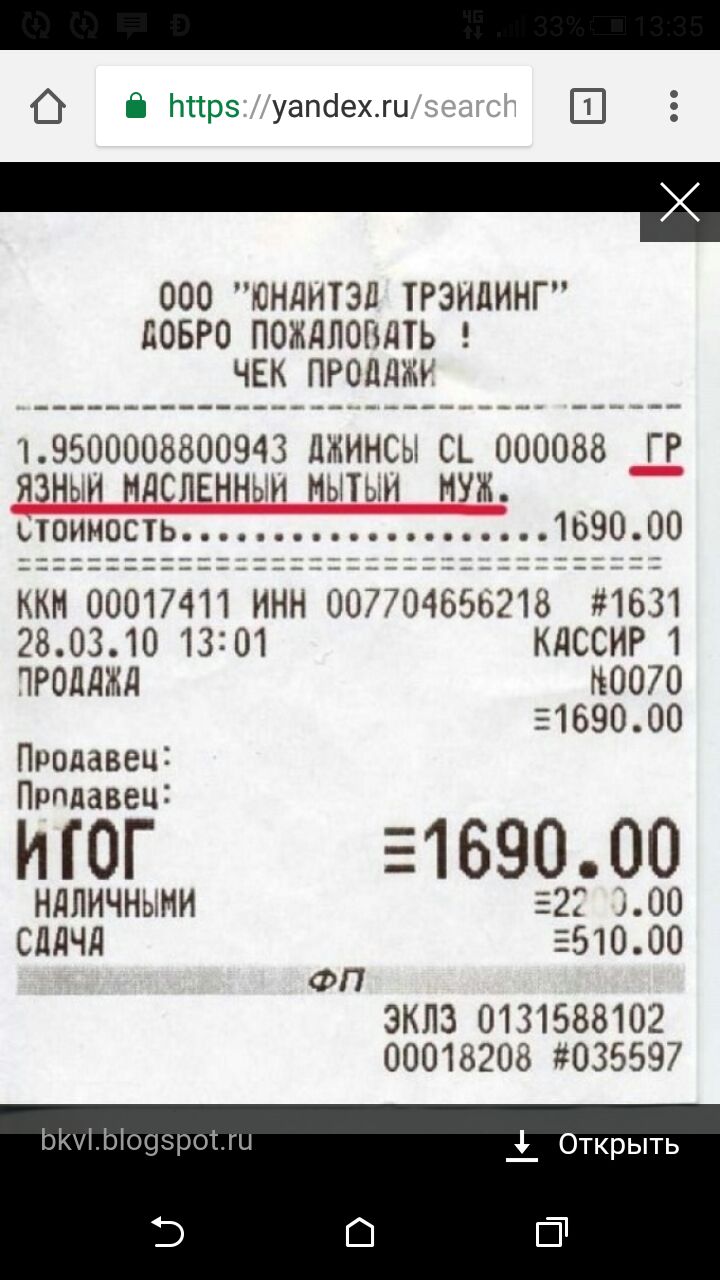 4G 33% 13:35
https://yandex.ru/search
1
ООО "ЮНАЙТЭД ТРЭЙДИНГ"
ДОБРО ПОЖАЛОВАТЬ !
ЧЕК ПРОДАЖИ
1.9500008800943 ДЖИНСЫ CL 000088 ГР
ЯЗНЫЙ МАСЛЕННЫЙ МЫТЫЙ МУЖ.
Стоимость....................1690.00
ККМ 00017411 ИНН 007704656218 #1631
28.03.10 13:01 КАССИР 1
ПРОДАЖА №0070
≡1690.00
Продавец:
Продавец:
ИТОГ ≡1690.00
НАЛИЧНЫМИ ≡2200.00
СДАЧА ≡510.00
ФП
ЭКЛЗ 0131588102
00018208 #035597
bkvl.blogspot.ru Открыть